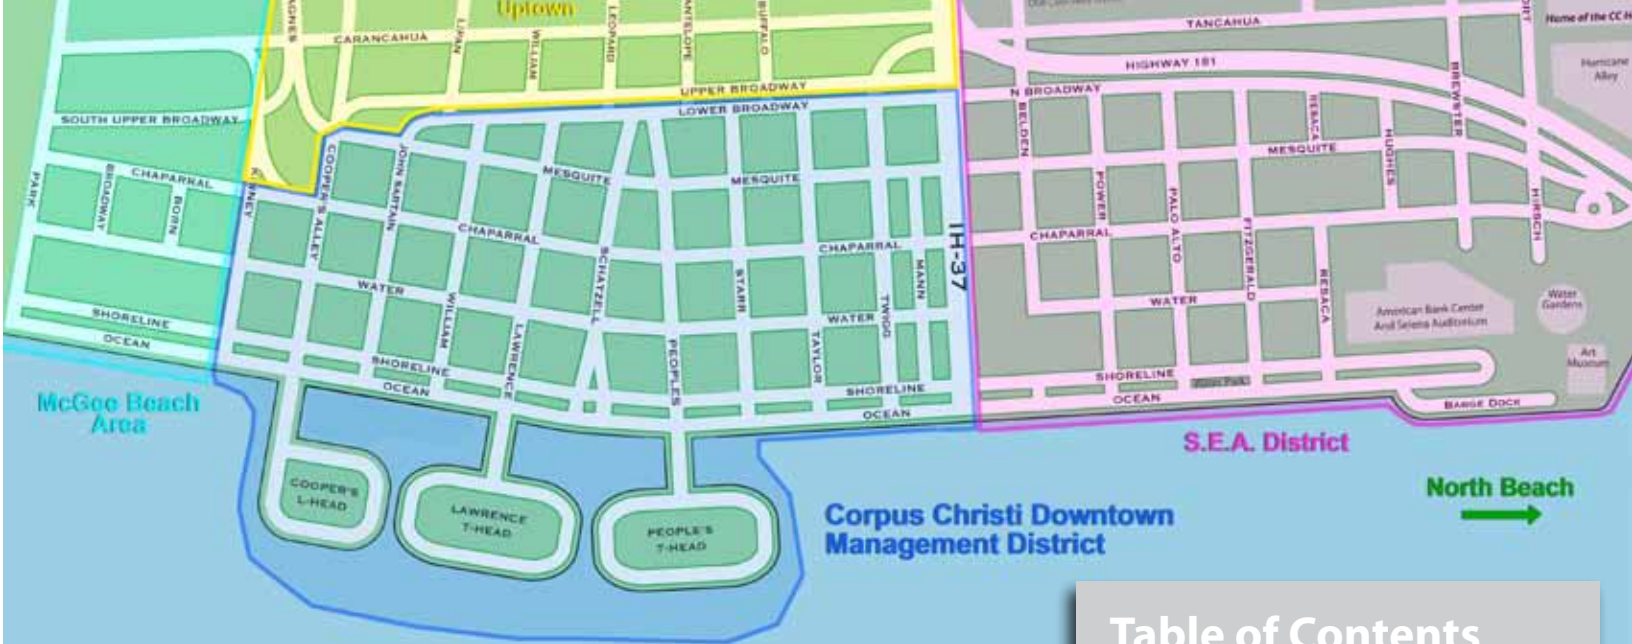 Uptown
AGNES
CARANCAHUA
LIPAN
WILLIAM
LEOPARD
ANTELOPE
BUFFALO
TANCAHUA
HIGHWAY 181
Home of the CC H
Hurricane
Alley
UPPER BROADWAY
LOWER BROADWAY
N BROADWAY
BREWSTER
SOUTH UPPER BROADWAY
PARK
BROADWAY
CHAPARRAL
BORN
COOPER'S ALLEY
JOHN SARTAIN
MESQUITE
MESQUITE
MESQUITE
BELDEN
POWER
PALO ALTO
FITZGERALD
RESACA
HUGHES
HIRSCH
CHAPARRAL
SCHATZELL
STARR
CHAPARRAL
MANN
IH-37
CHAPARRAL
RESACA
WATER
WILLIAM
LAWRENCE
PEOPLES
WATER
TAYLOR
TWIGG
WATER
American Bank Center
And Selena Auditorium
Water
Gardens
Art
Museum
SHORELINE
OCEAN
SHORELINE
OCEAN
SHORELINE
OCEAN
SHORELINE
Water Park
OCEAN
BARGE DOCK
McGee Beach
Area
S.E.A. District
North Beach
COOPER'S
L-HEAD
LAWRENCE
T-HEAD
PEOPLE'S
T-HEAD
Corpus Christi Downtown
Management District
Table of Contents